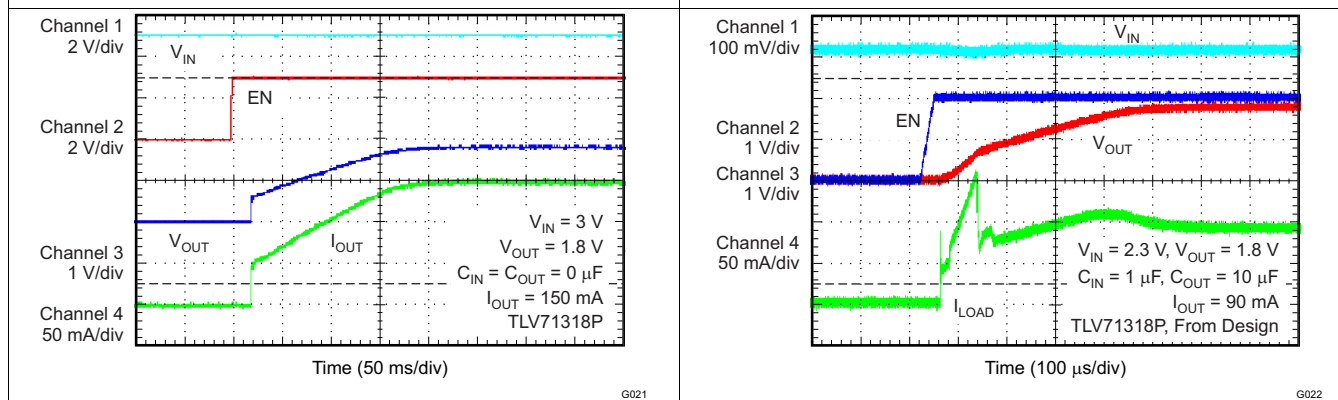 Channel 1
2 V/div
V_IN
EN
Channel 2
2 V/div
V_OUT
I_OUT
Channel 3
1 V/div
Channel 4
50 mA/div
V_IN = 3 V
V_OUT = 1.8 V
C_IN = C_OUT = 0 μF
I_OUT = 150 mA
TLV71318P
Time (50 ms/div)
G021
Channel 1
100 mV/div
V_IN
EN
Channel 2
1 V/div
V_OUT
Channel 3
1 V/div
Channel 4
50 mA/div
I_LOAD
V_IN = 2.3 V, V_OUT = 1.8 V
C_IN = 1 μF, C_OUT = 10 μF
I_OUT = 90 mA
TLV71318P, From Design
Time (100 μs/div)
G022